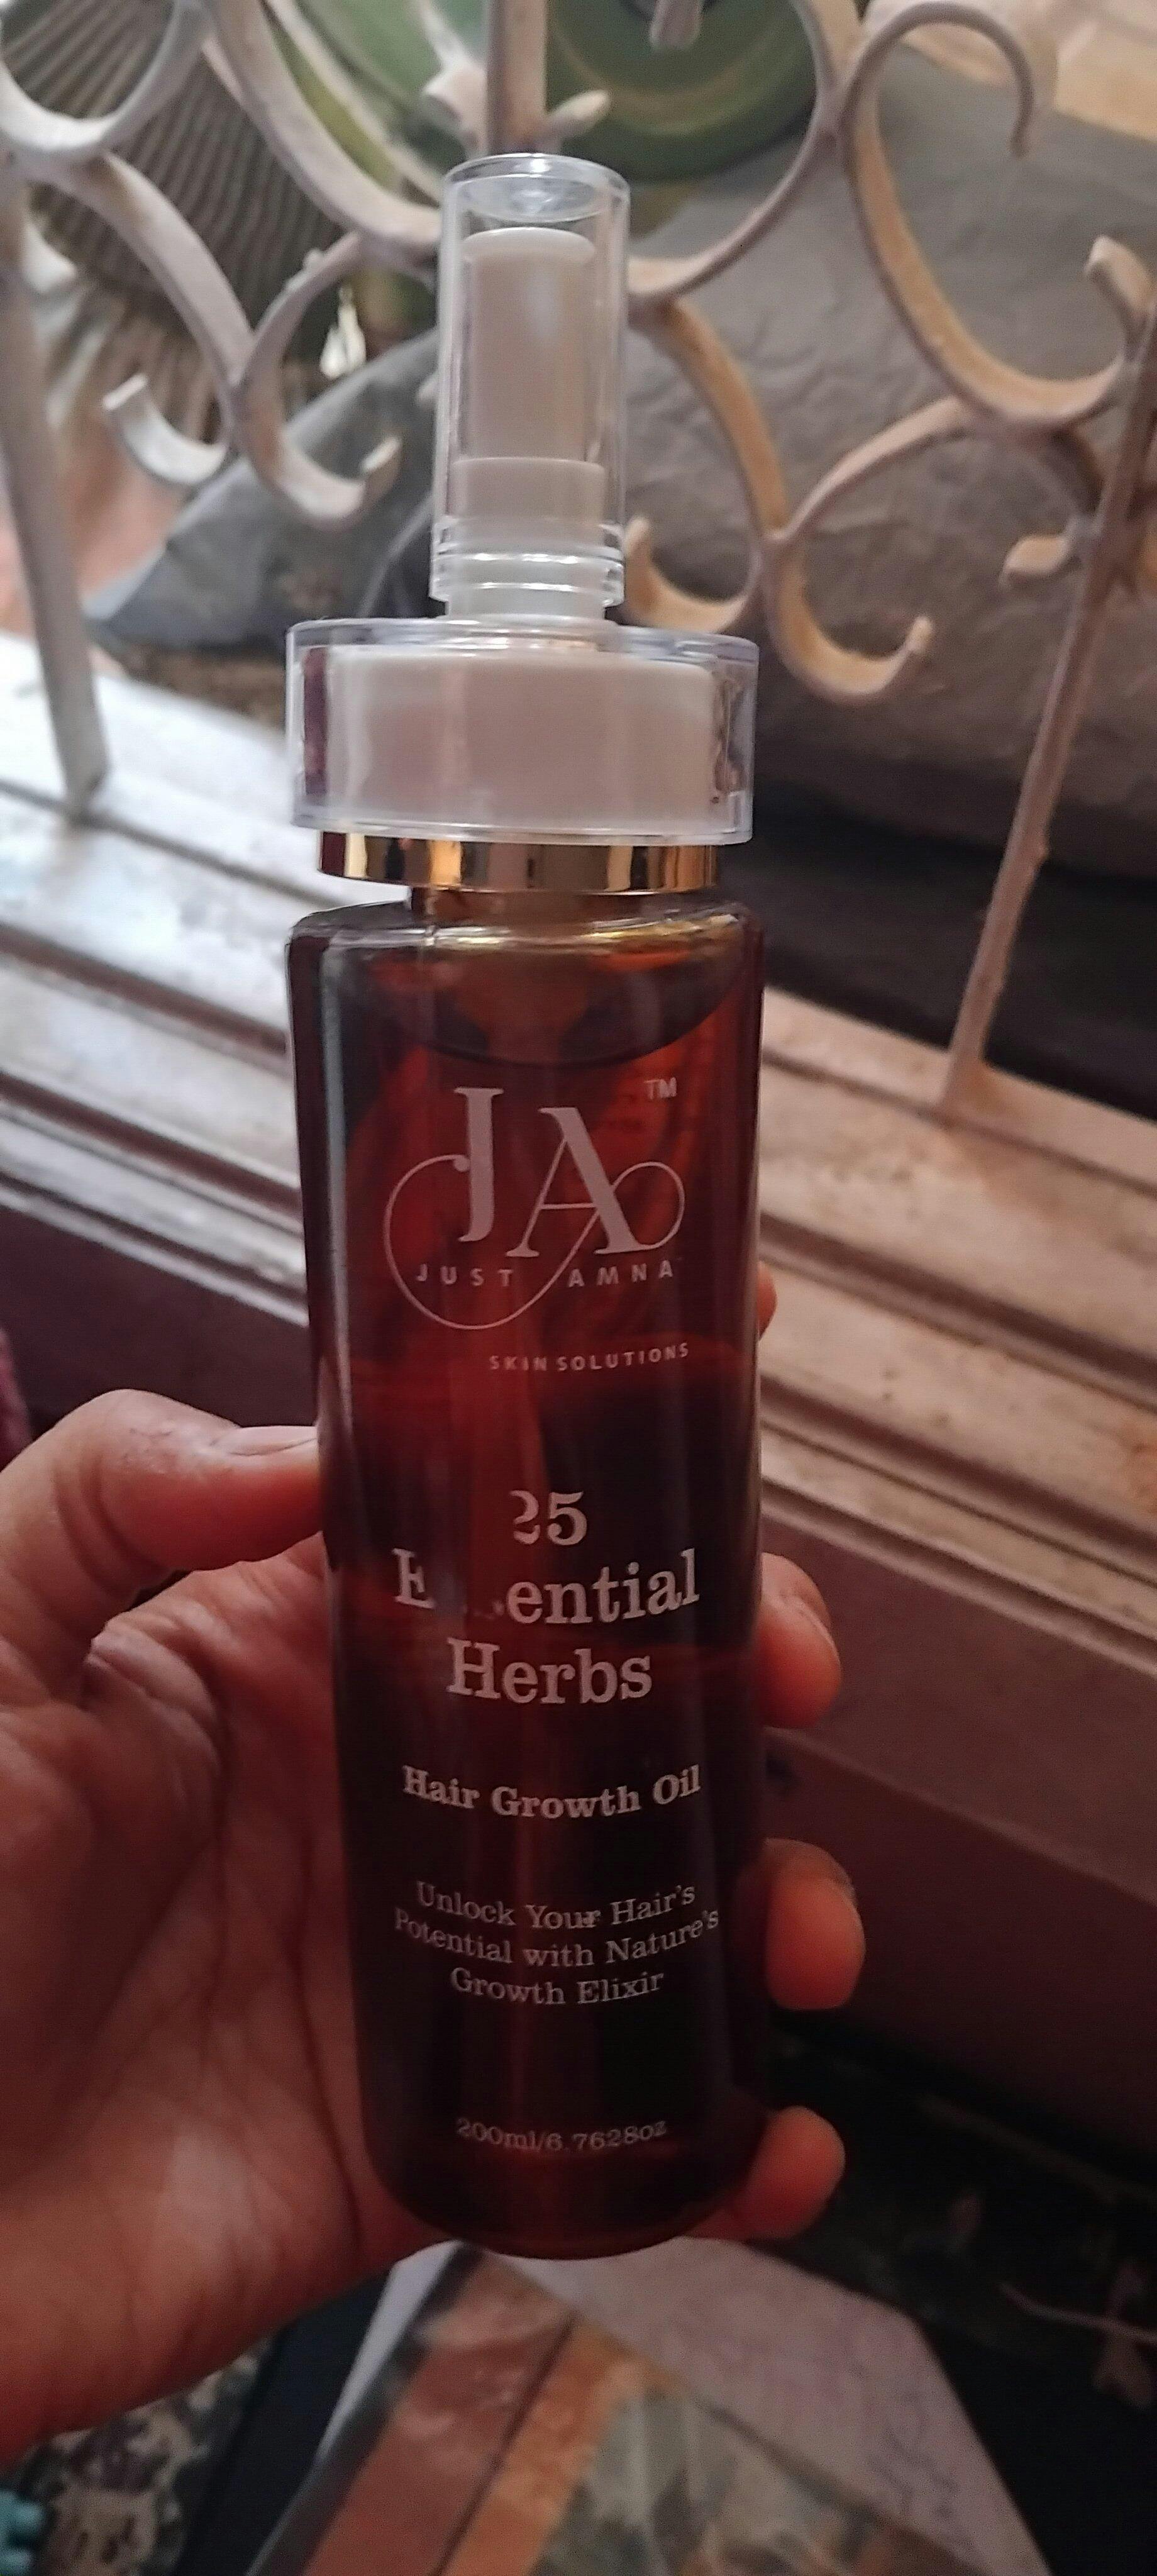 JA™
JUST AMNA
SKIN SOLUTIONS
25
E sential
Herbs
Hair Growth Oil
Unlock Your Hair's
Potential with Nature's
Growth Elixir
200ml/6.7628oz